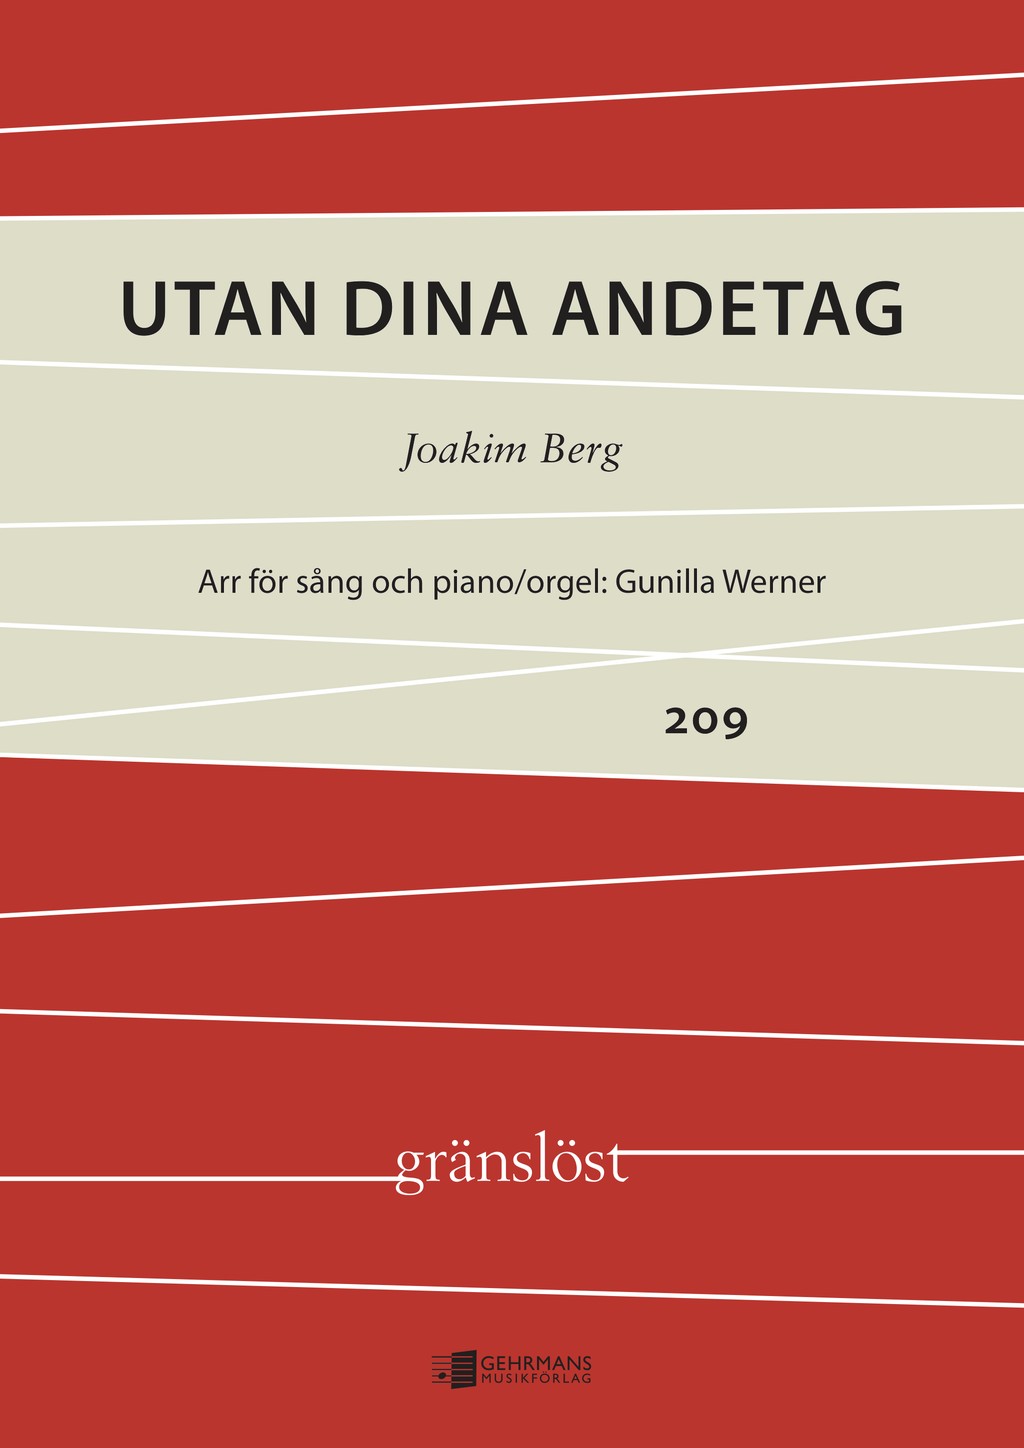 UTAN DINA ANDETAG
Joakim Berg
Arr för sång och piano/orgel: Gunilla Werner
209
gränslöst
GEHRMANS
MUSIKFÖRLAG